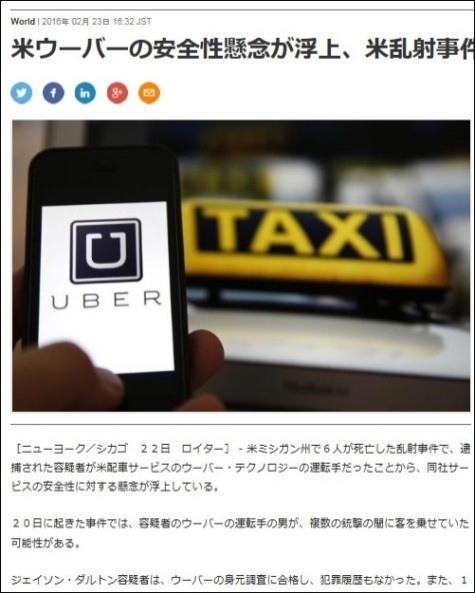 World | 2016年 02月 23日 16:32 JST
米ウーバーの安全性懸念が浮上、米乱射事件
UBER
TAXI
［ニューヨーク／シカゴ　２２日　ロイター］ - 米ミシガン州で６人が死亡した乱射事件で、逮
捕された容疑者が米配車サービスのウーバー・テクノロジーの運転手だったことから、同社サー
ビスの安全性に対する懸念が浮上している。
２０日に起きた事件では、容疑者のウーバーの運転手の男が、複数の銃撃の間に客を乗せていた
可能性がある。
ジェイソン・ダルトン容疑者は、ウーバーの身元調査に合格し、犯罪履歴もなかった。また、１